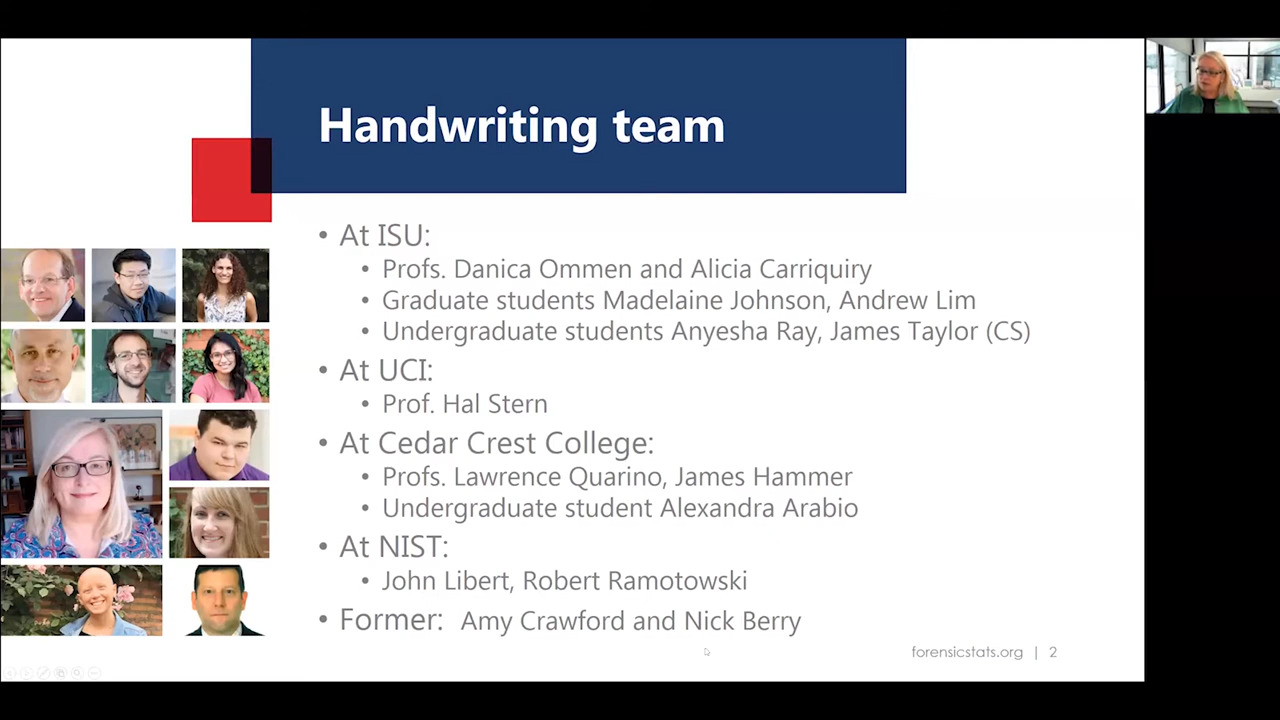 Handwriting team
• At ISU:
• Profs. Danica Ommen and Alicia Carriquiry
• Graduate students Madelaine Johnson, Andrew Lim
• Undergraduate students Anyesha Ray, James Taylor (CS)
• At UCI:
• Prof. Hal Stern
• At Cedar Crest College:
• Profs. Lawrence Quarino, James Hammer
• Undergraduate student Alexandra Arabio
• At NIST:
• John Libert, Robert Ramotowski
• Former: Amy Crawford and Nick Berry
forensicstats.org | 2